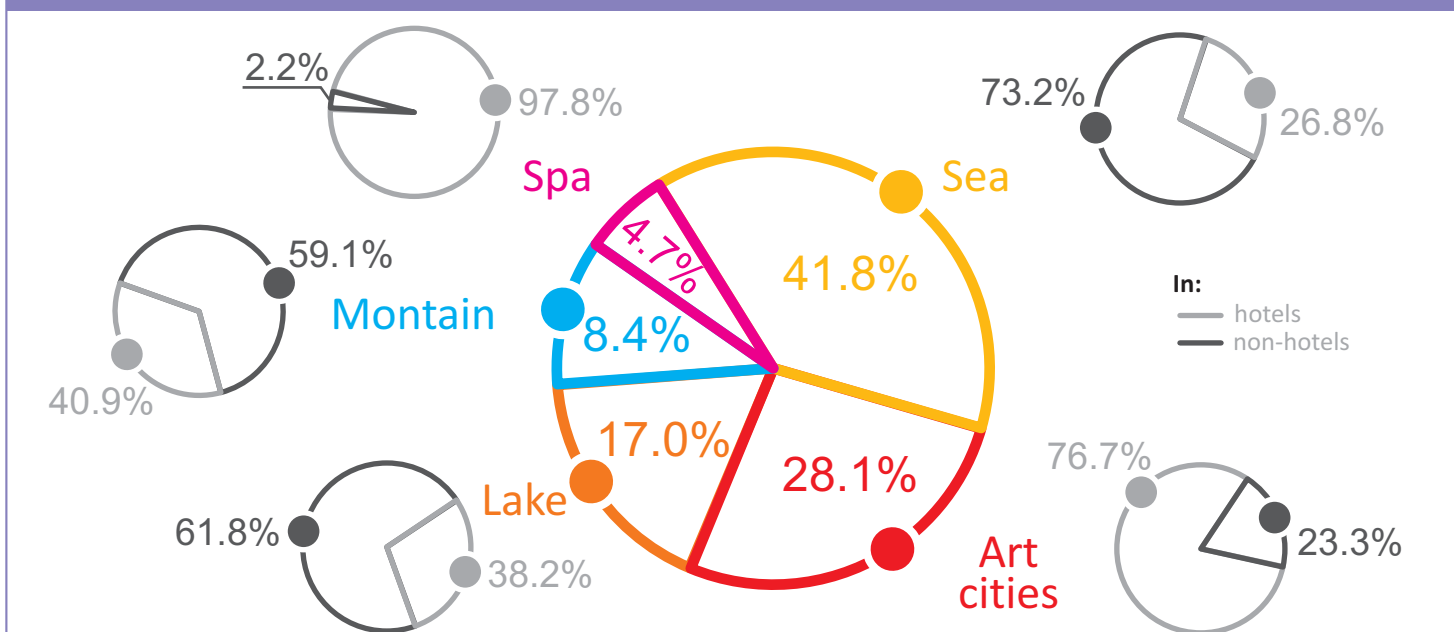 2.2%
97.8%
73.2%
26.8%
Spa
Sea
4.7%
41.8%
59.1%
Montain
8.4%
40.9%
In:
hotels
non-hotels
17.0%
28.1%
Lake
61.8%
38.2%
76.7%
23.3%
Art
cities